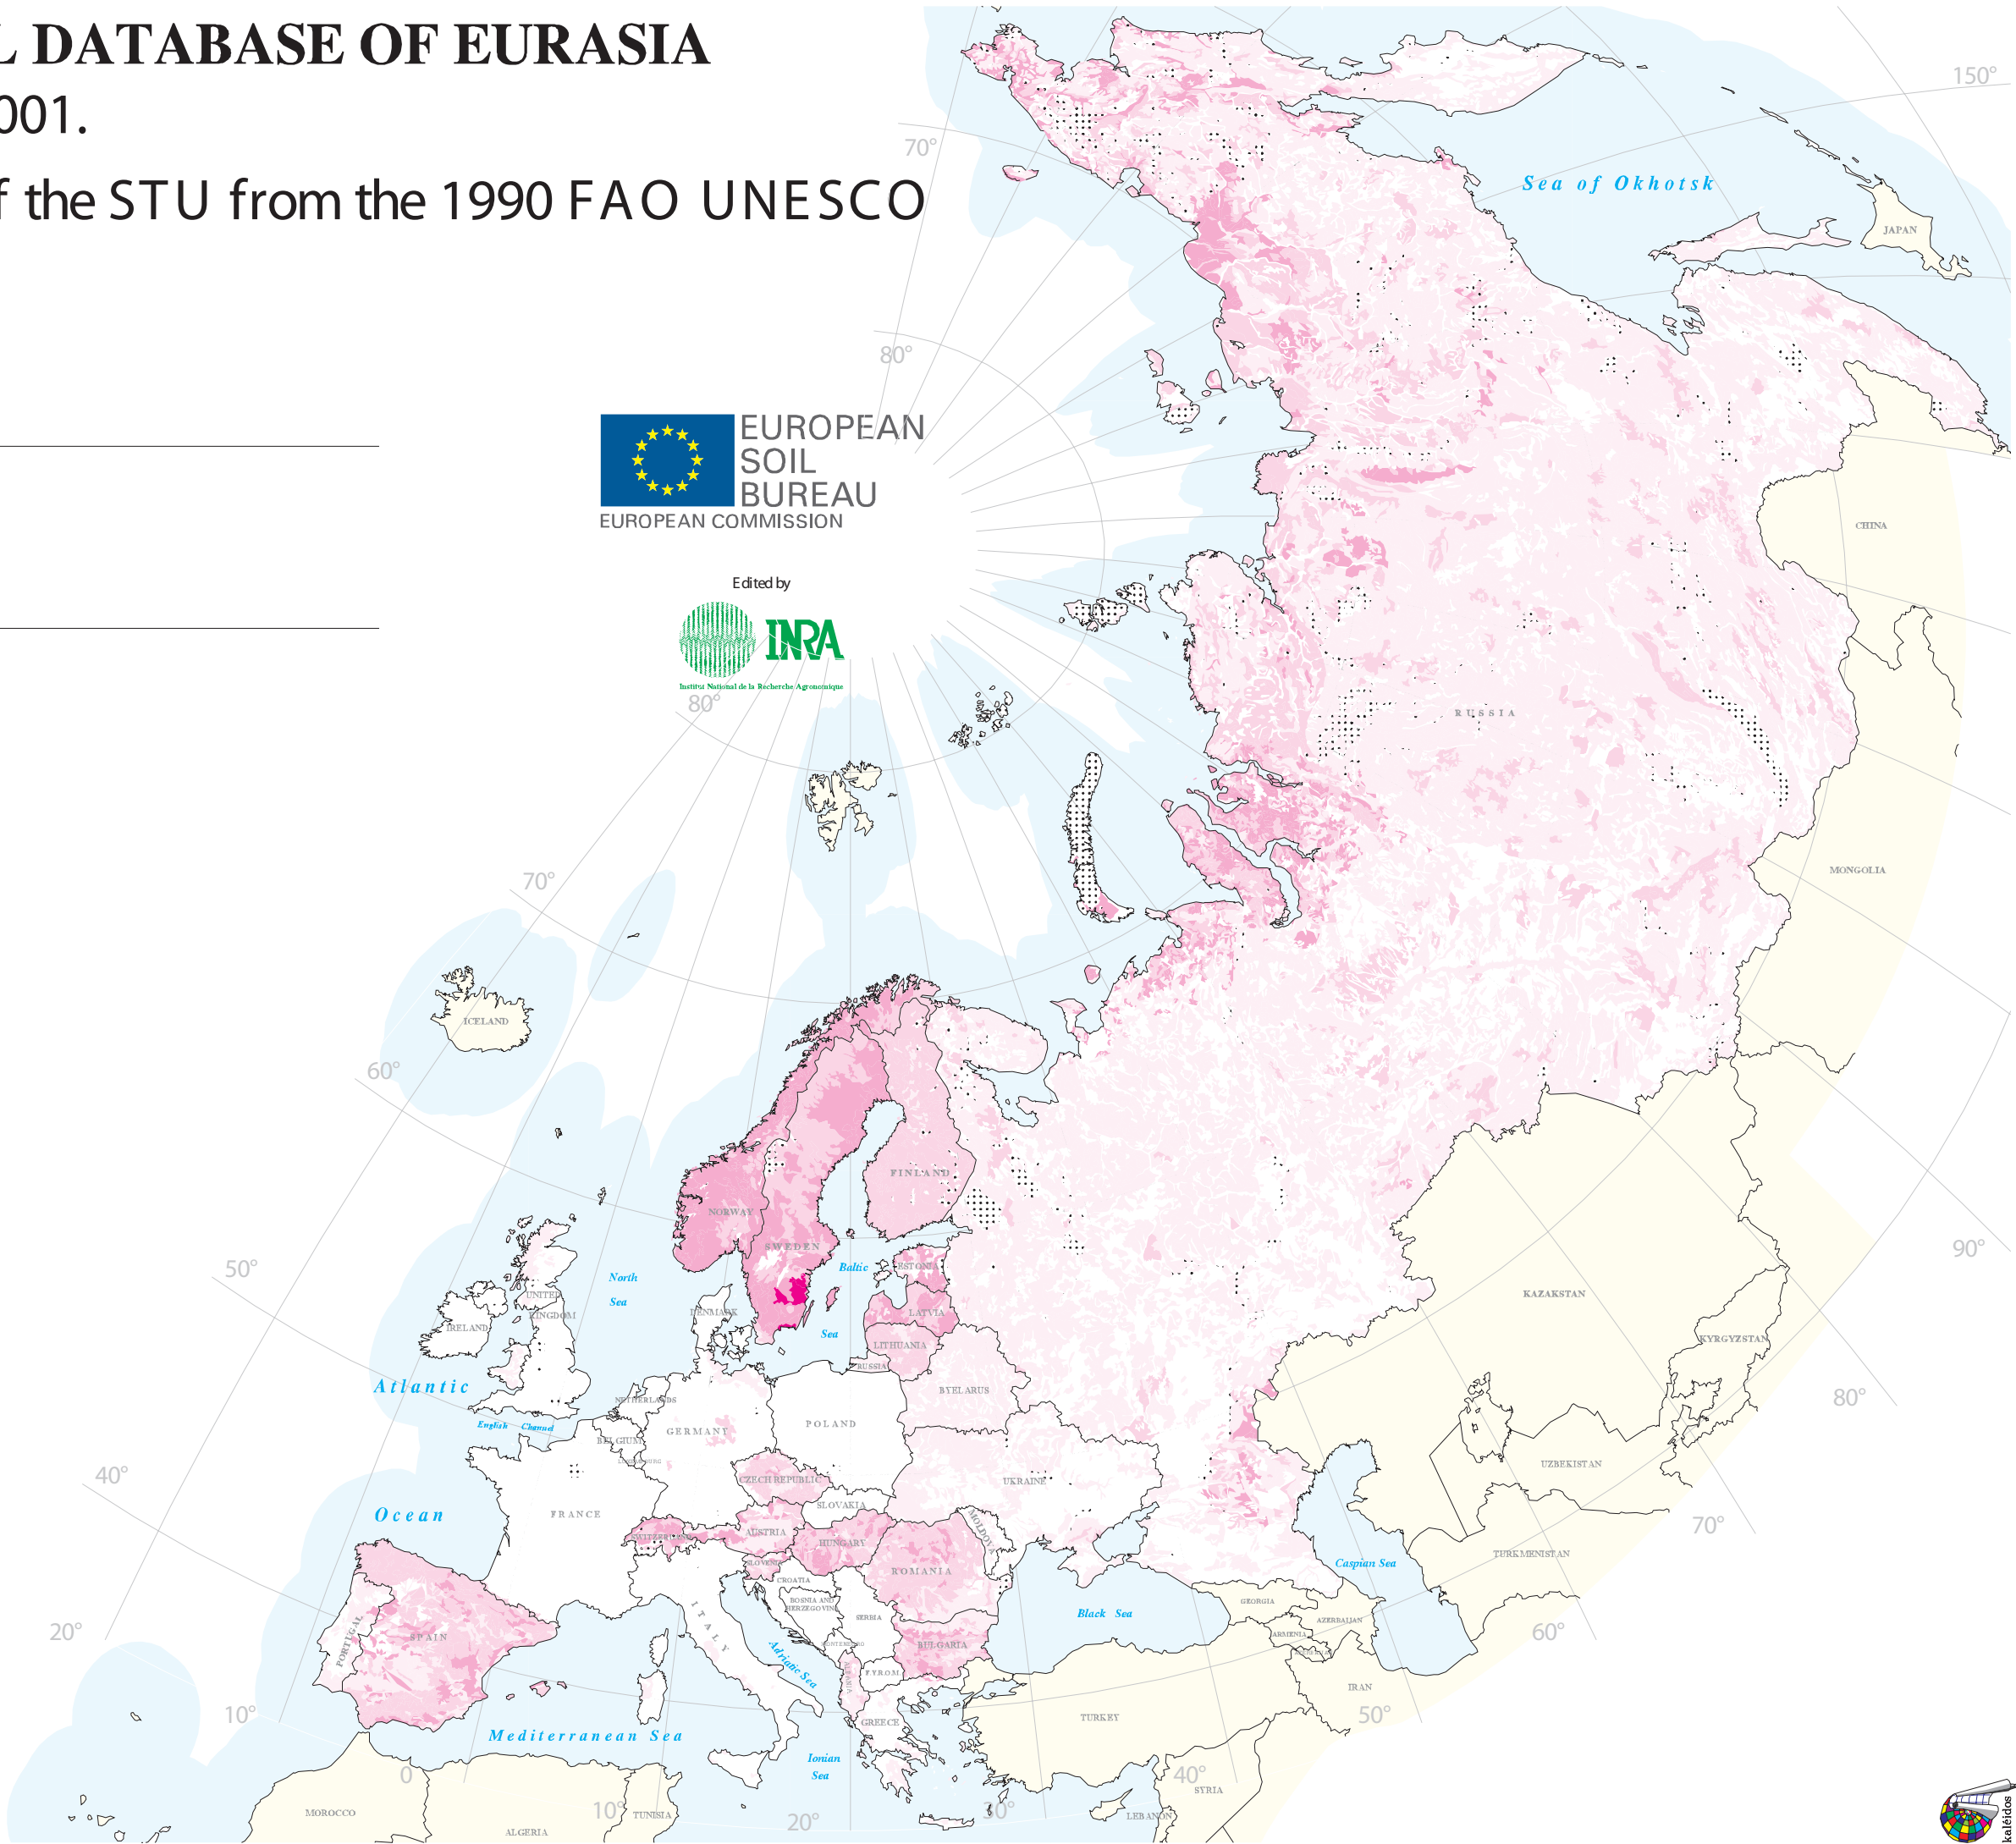 L DATABASE OF EURASIA
001.
f the STU from the 1990 FAO UNESCO
EUROPEAN
SOIL
BUREAU
EUROPEAN COMMISSION
Edited by
INRA
Institut National de la Recherche Agronomique
150°
70°
80°
Sea of Okhotsk
JAPAN
CHINA
RUSSIA
MONGOLIA
80°
70°
60°
50°
40°
20°
10°
0
10°
20°
30°
40°
50°
60°
70°
80°
90°
ICELAND
NORWAY
SWEDEN
FINLAND
North
Sea
Baltic
Sea
ESTONIA
LATVIA
LITHUANIA
RUSSIA
DENMARK
UNITED
KINGDOM
IRELAND
Atlantic
English Channel
Ocean
NETHERLANDS
BELGIUM
LUXEMBOURG
GERMANY
POLAND
BYELARUS
CZECH REPUBLIC
SLOVAKIA
UKRAINE
MOLDOVA
FRANCE
SWITZERLAND
AUSTRIA
HUNGARY
SLOVENIA
CROATIA
BOSNIA AND
HERZEGOVINA
SERBIA
MONTENEGRO
ROMANIA
BULGARIA
ALBANIA
F.Y.R.O.M.
GREECE
ITALY
Adriatic Sea
SPAIN
PORTUGAL
Mediterranean Sea
Ionian
Sea
Black Sea
Caspian Sea
KAZAKSTAN
KYRGYZSTAN
UZBEKISTAN
TURKMENISTAN
GEORGIA
AZERBAIJAN
ARMENIA
IRAN
TURKEY
SYRIA
LEBANON
MOROCCO
ALGERIA
TUNISIA
kaléidos